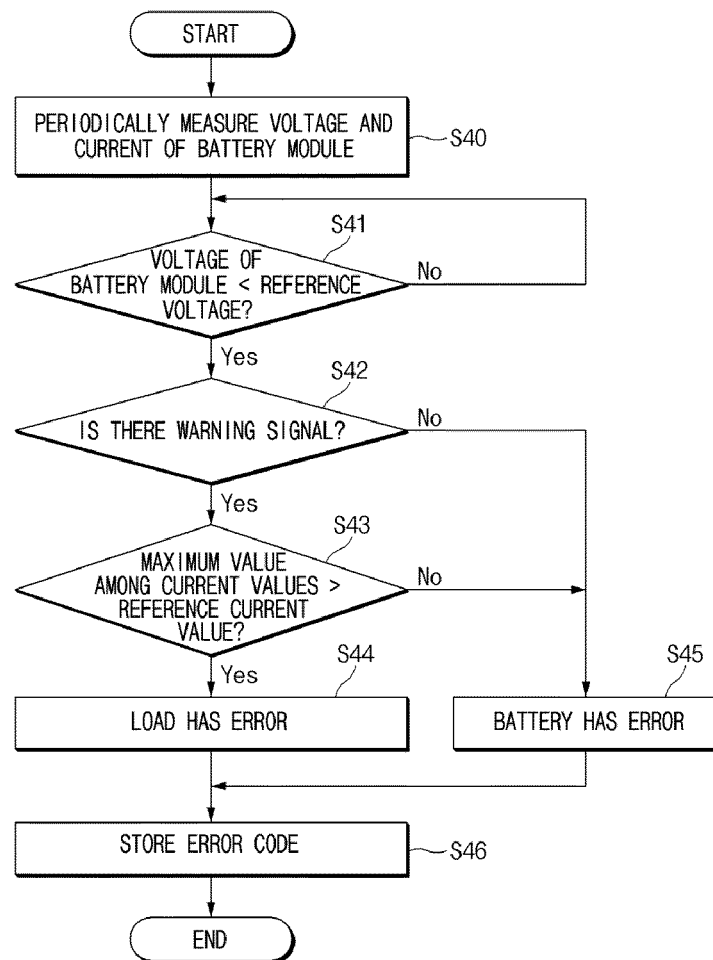 START
PERIODICALLY MEASURE VOLTAGE AND
CURRENT OF BATTERY MODULE
S40
S41
VOLTAGE OF
BATTERY MODULE < REFERENCE
VOLTAGE?
No
Yes
S42
IS THERE WARNING SIGNAL?
No
Yes
S43
MAXIMUM VALUE
AMONG CURRENT VALUES >
REFERENCE CURRENT
VALUE?
No
Yes
S44
LOAD HAS ERROR
S45
BATTERY HAS ERROR
STORE ERROR CODE
S46
END